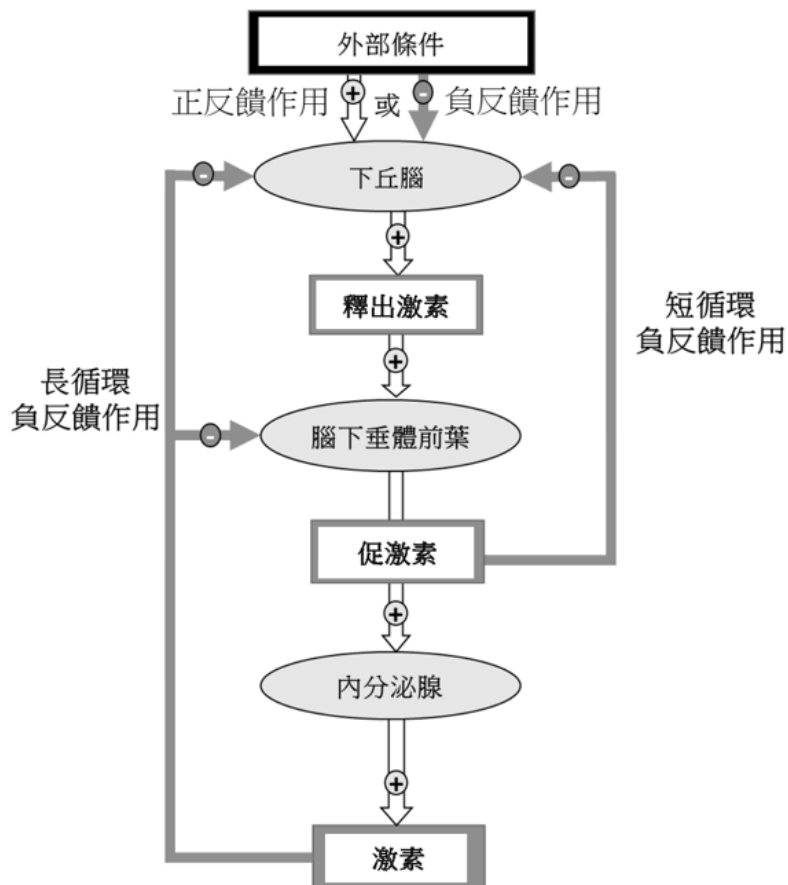 外部條件
正反饋作用 + 或 - 負反饋作用
- 下丘腦 -
+
釋出激素
短循環
負反饋作用
+
長循環
負反饋作用
- 腦下垂體前葉
促激素
+
內分泌腺
+
激素